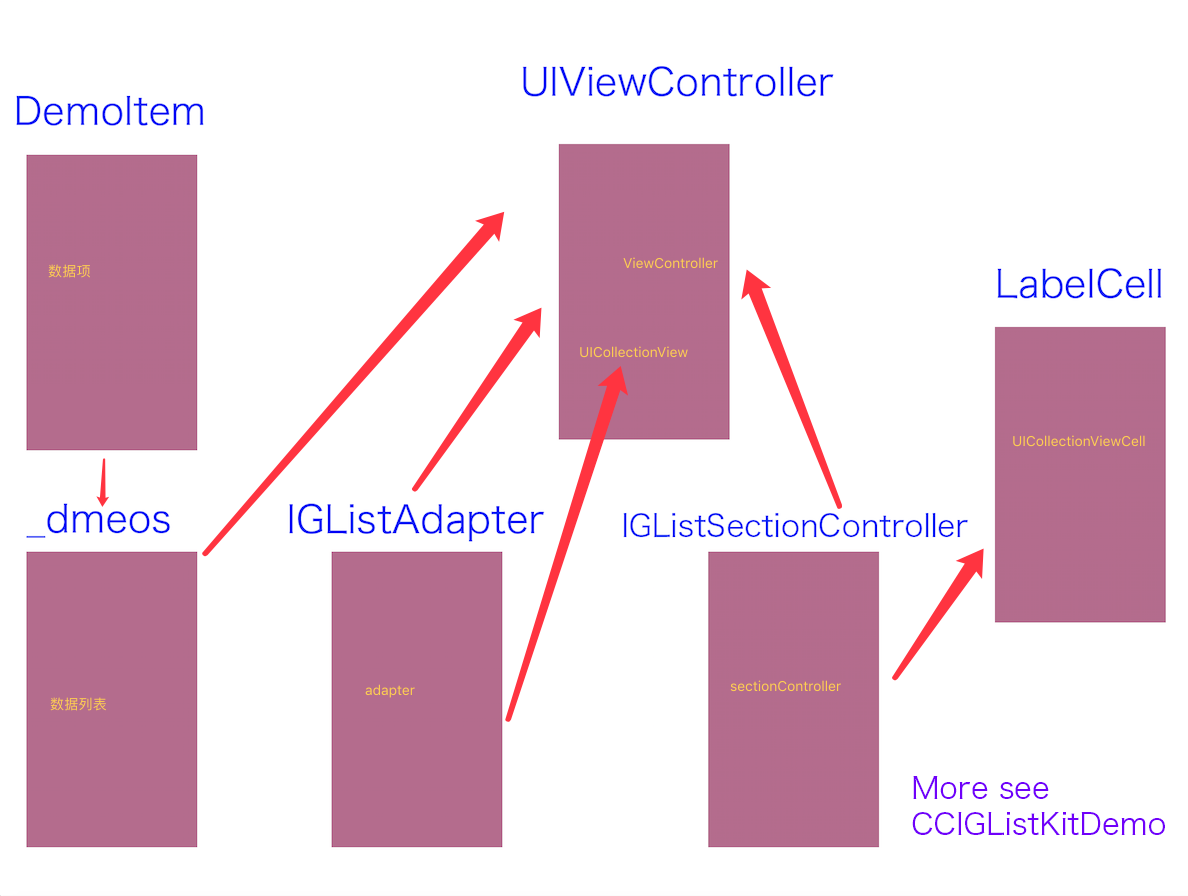 UIViewController
DemoItem
数据项
ViewController
UICollectionView
LabelCell
UICollectionViewCell
_dmeos
数据列表
IGListAdapter
adapter
IGListSectionController
sectionController
More see
CCIGListKitDemo